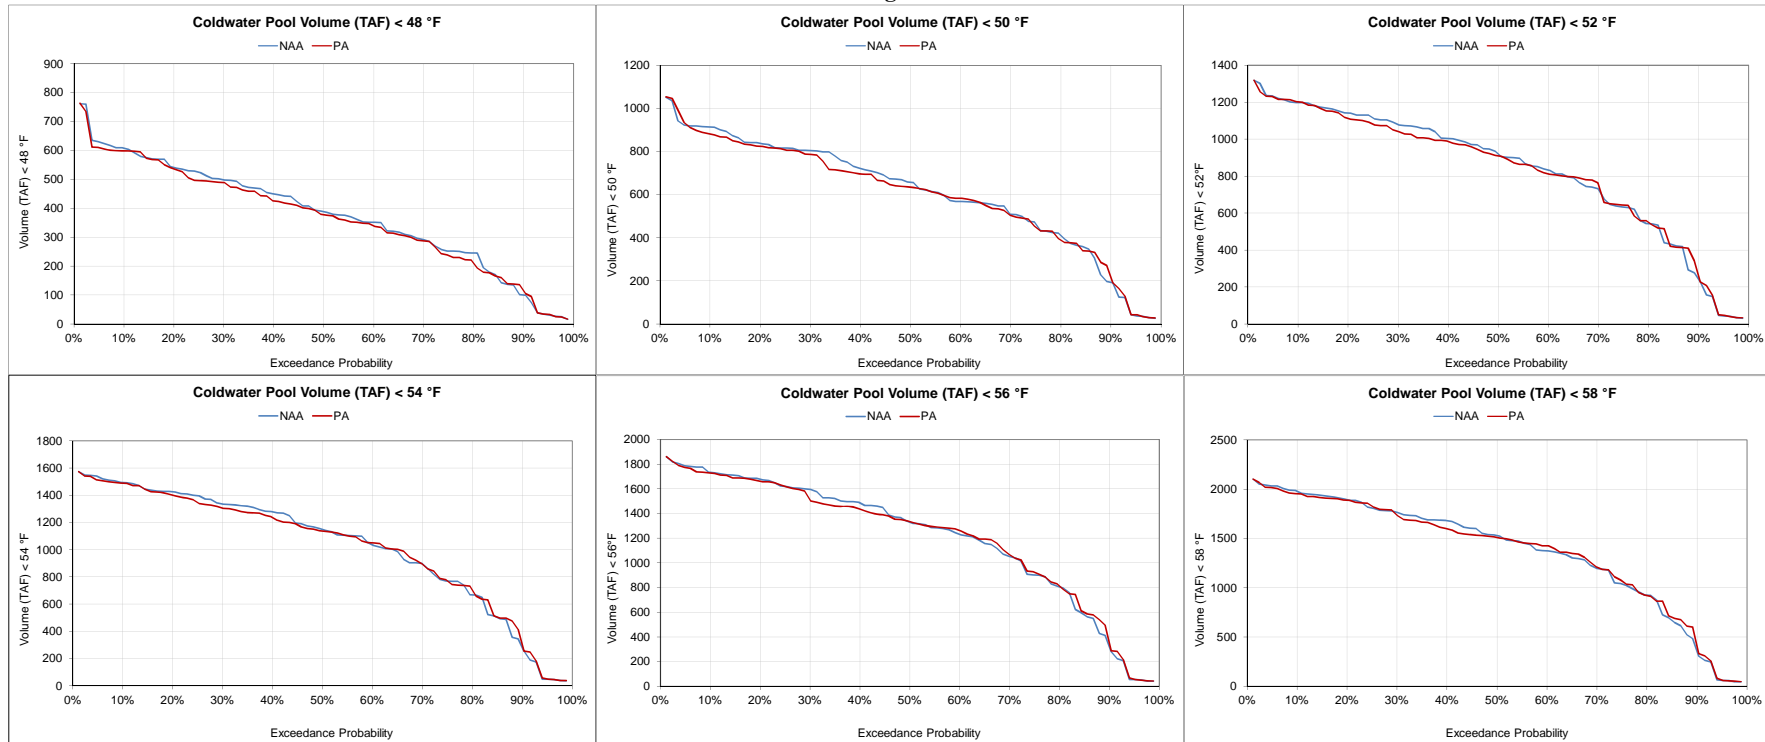 Coldwater Pool Volume (TAF) < 48 °F
NAA PA
Volume (TAF) < 48 °F
900
800
700
600
500
400
300
200
100
0
0% 10% 20% 30% 40% 50% 60% 70% 80% 90% 100%
Exceedance Probability
Coldwater Pool Volume (TAF) < 50 °F
NAA PA
Volume (TAF) < 50 °F
1200
1000
800
600
400
200
0
0% 10% 20% 30% 40% 50% 60% 70% 80% 90% 100%
Exceedance Probability
Coldwater Pool Volume (TAF) < 52 °F
NAA PA
Volume (TAF) < 52°F
1400
1200
1000
800
600
400
200
0
0% 10% 20% 30% 40% 50% 60% 70% 80% 90% 100%
Exceedance Probability
Coldwater Pool Volume (TAF) < 54 °F
NAA PA
Volume (TAF) < 54 °F
1800
1600
1400
1200
1000
800
600
400
200
0
0% 10% 20% 30% 40% 50% 60% 70% 80% 90% 100%
Exceedance Probability
Coldwater Pool Volume (TAF) < 56 °F
NAA PA
Volume (TAF) < 56°F
2000
1800
1600
1400
1200
1000
800
600
400
200
0
0% 10% 20% 30% 40% 50% 60% 70% 80% 90% 100%
Exceedance Probability
Coldwater Pool Volume (TAF) < 58 °F
NAA PA
Volume (TAF) < 58 °F
2500
2000
1500
1000
500
0
0% 10% 20% 30% 40% 50% 60% 70% 80% 90% 100%
Exceedance Probability